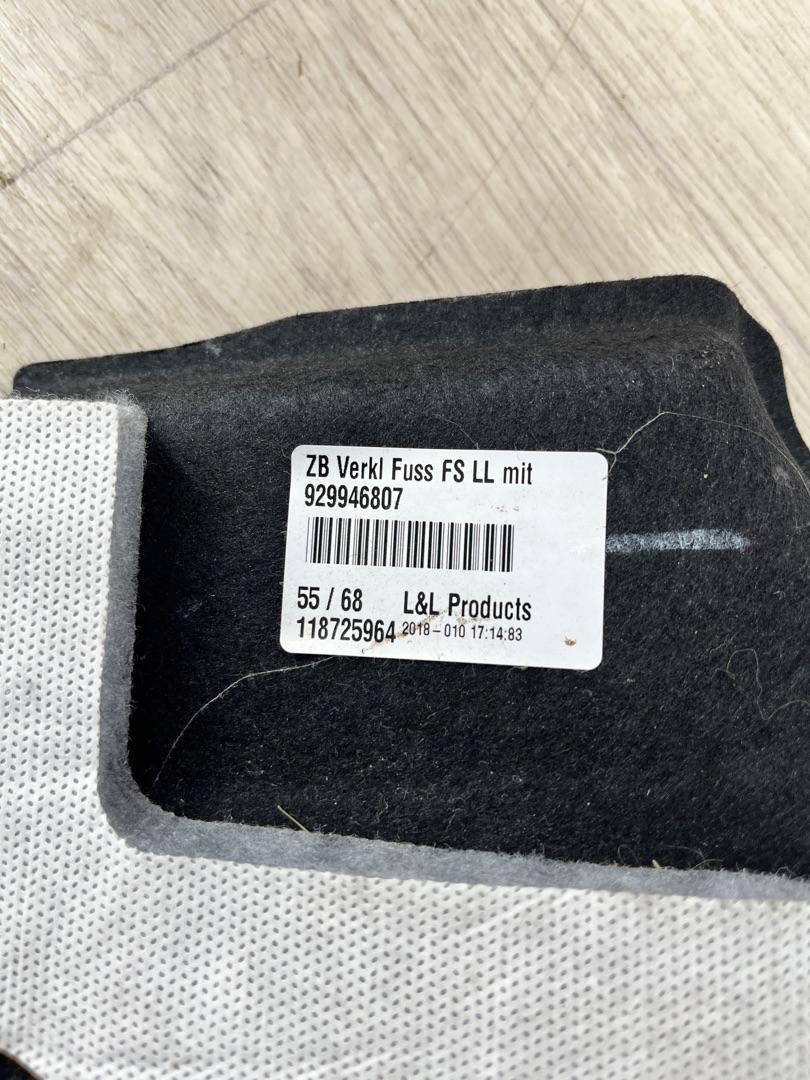 ZB Verkl Fuss FS LL mit
929946807
55 / 68 L&L Products
118725964 2018-010 17:14:83